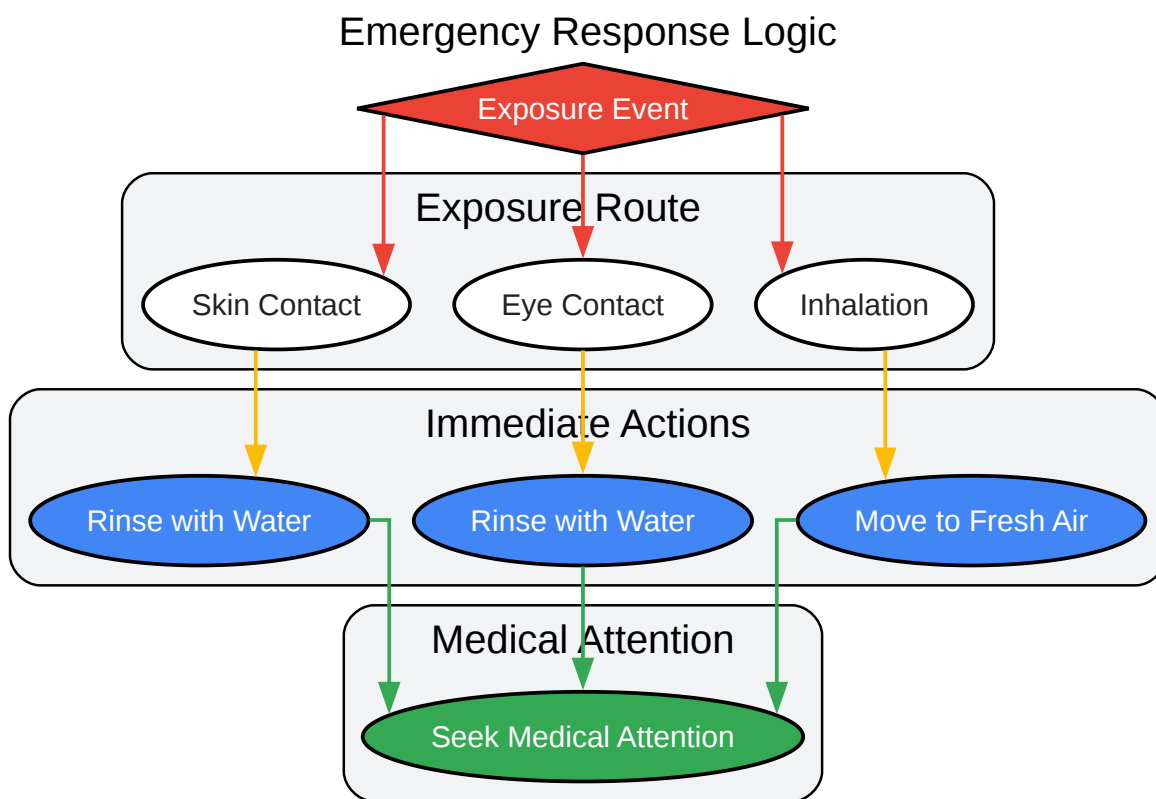 Emergency Response Logic
Exposure Event
Exposure Route
Skin Contact
Eye Contact
Inhalation
Immediate Actions
Rinse with Water
Rinse with Water
Move to Fresh Air
Medical Attention
Seek Medical Attention